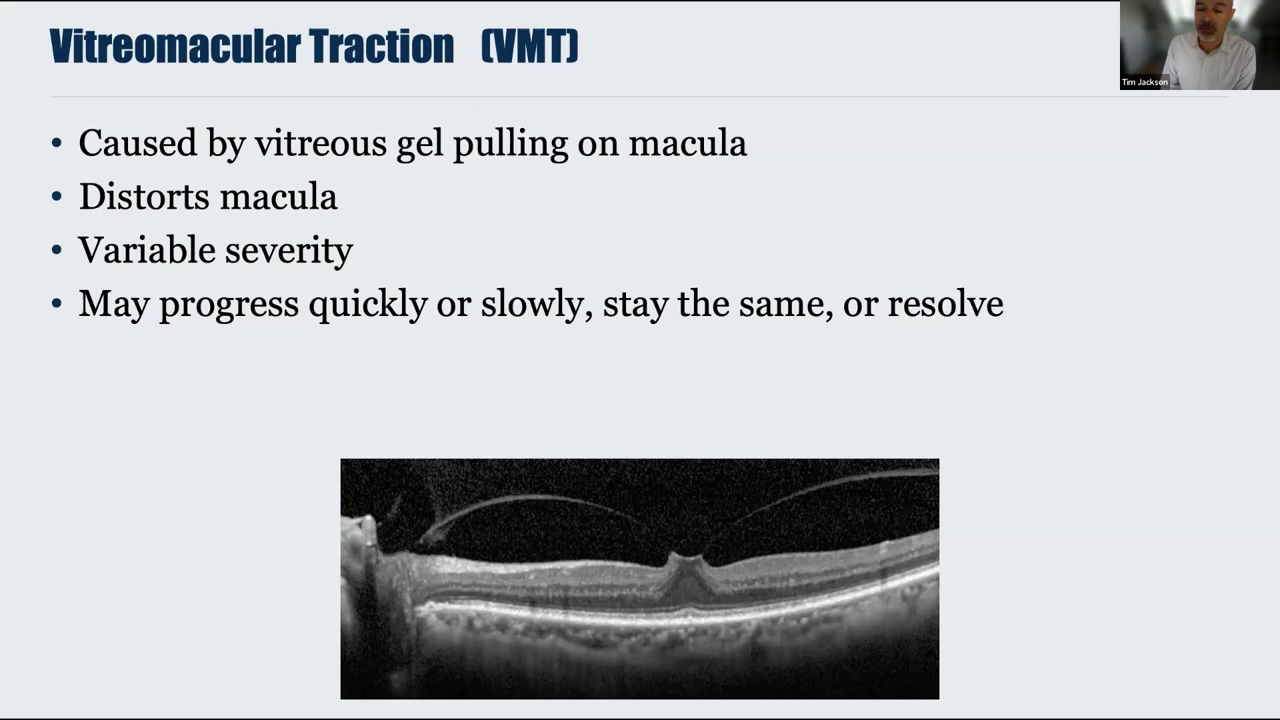 Vitreomacular Traction (VMT)
Tim Jackson
• Caused by vitreous gel pulling on macula
• Distorts macula
• Variable severity
• May progress quickly or slowly, stay the same, or resolve